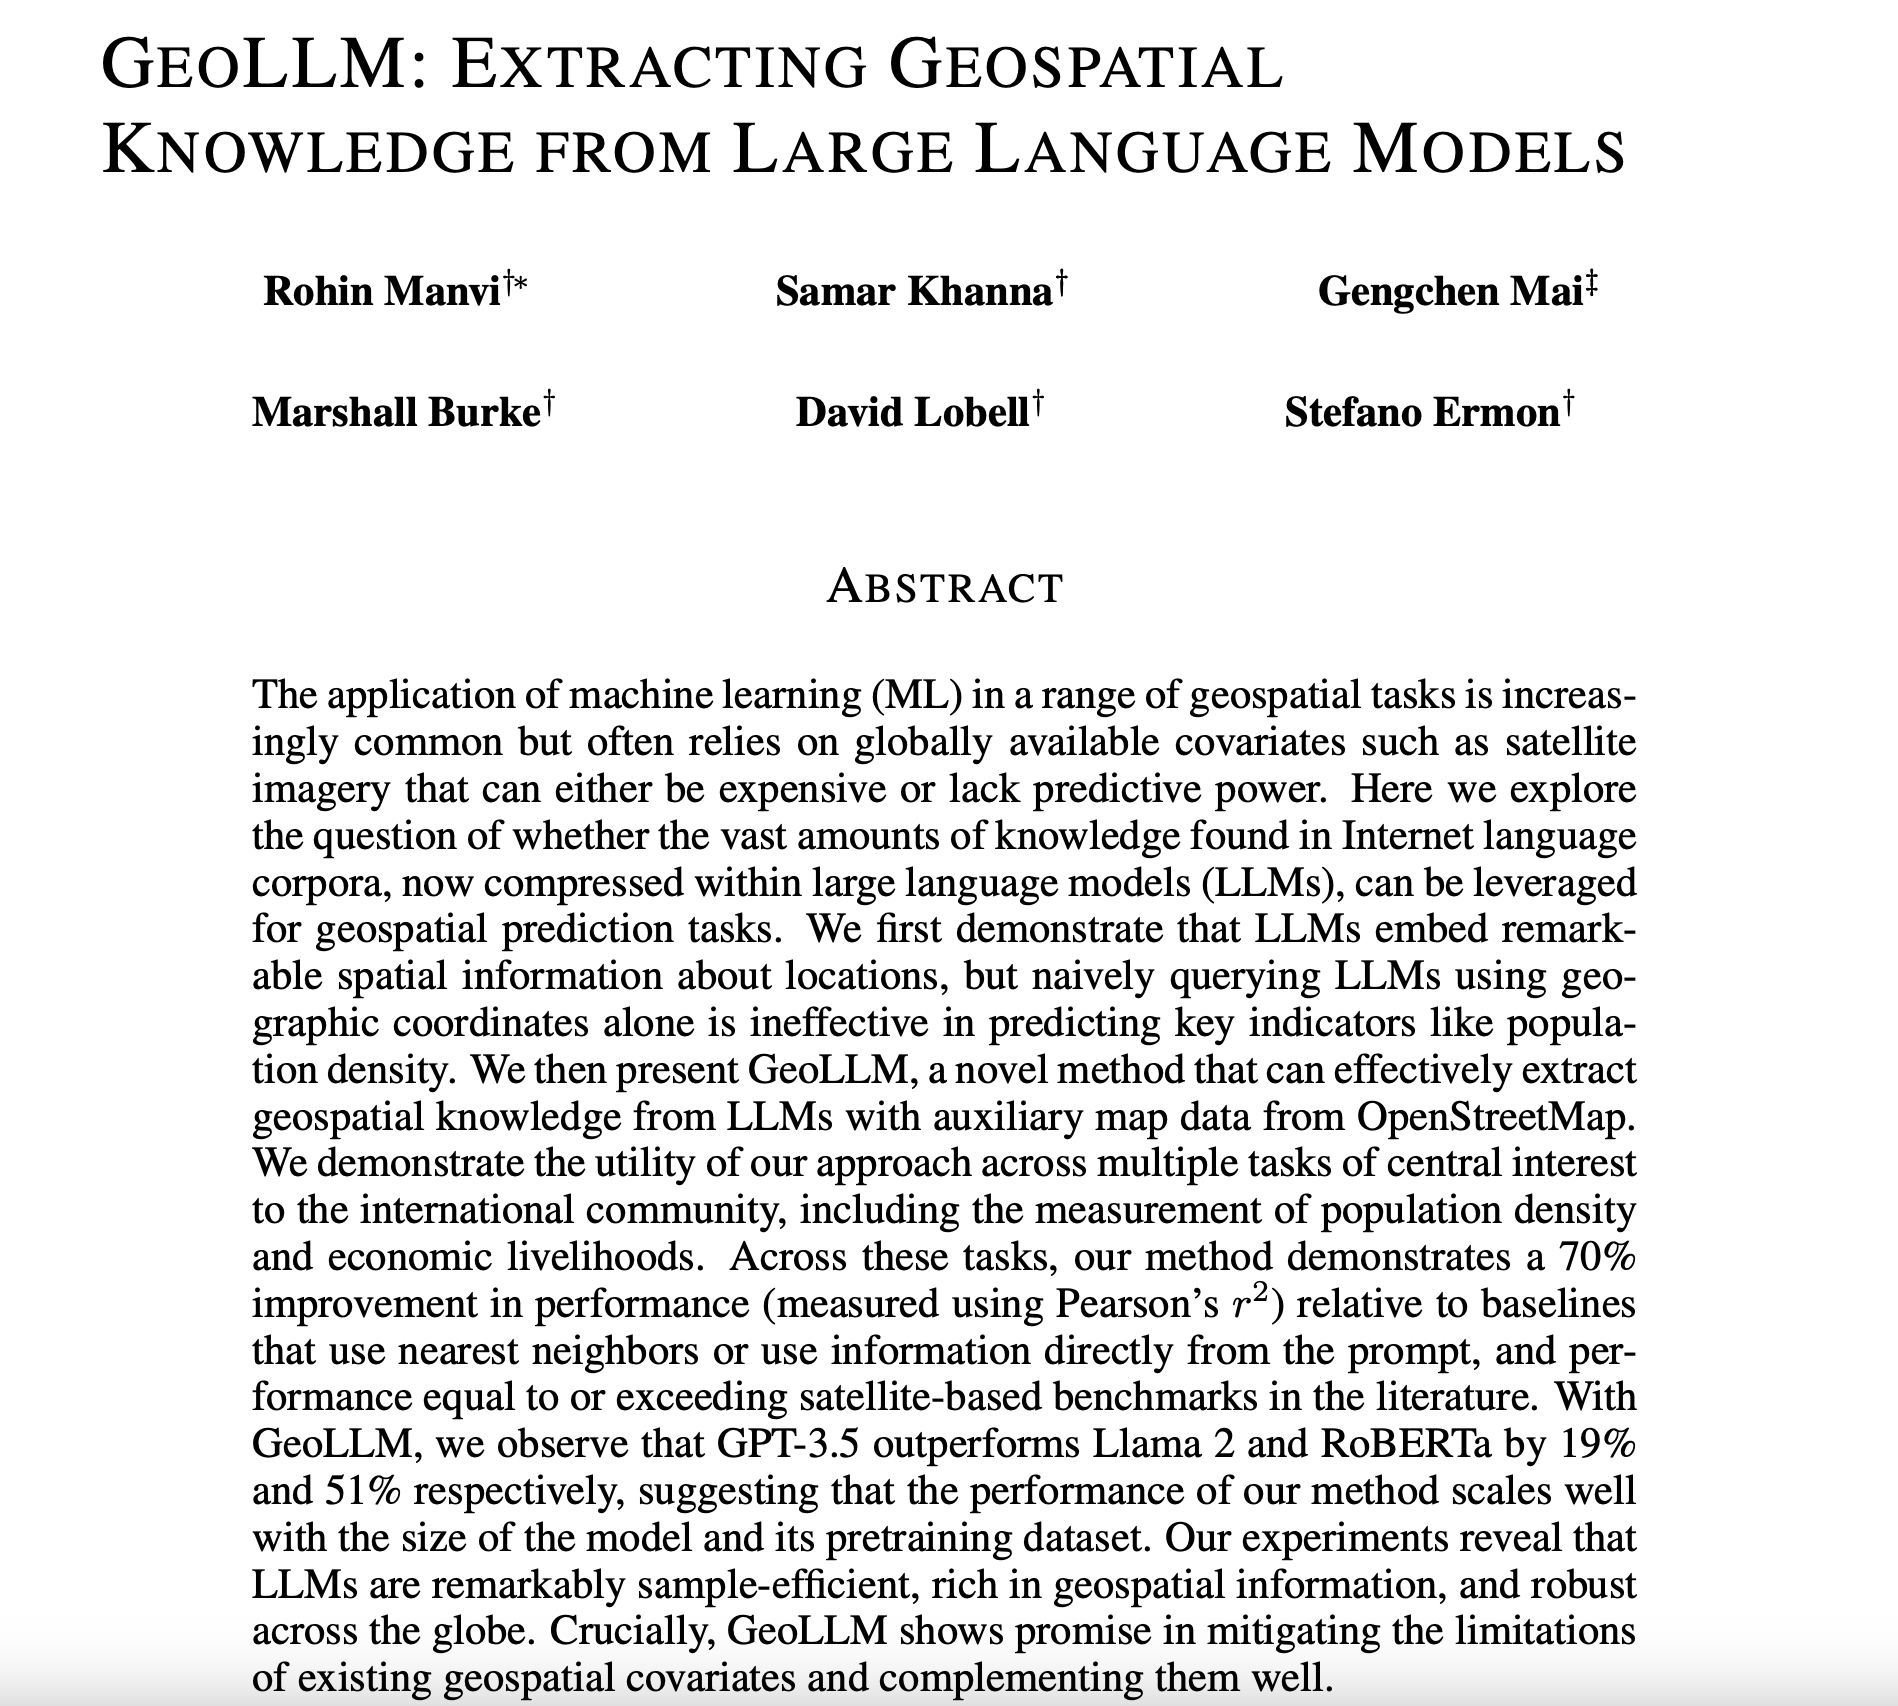 GEOLLM: EXTRACTING GEOSPATIAL
KNOWLEDGE FROM LARGE LANGUAGE MODELS
Rohin Manvi†* Samar Khanna† Gengchen Mai‡
Marshall Burke† David Lobell† Stefano Ermon†
ABSTRACT
The application of machine learning (ML) in a range of geospatial tasks is increas-
ingly common but often relies on globally available covariates such as satellite
imagery that can either be expensive or lack predictive power. Here we explore
the question of whether the vast amounts of knowledge found in Internet language
corpora, now compressed within large language models (LLMs), can be leveraged
for geospatial prediction tasks. We first demonstrate that LLMs embed remark-
able spatial information about locations, but naively querying LLMs using geo-
graphic coordinates alone is ineffective in predicting key indicators like popula-
tion density. We then present GeoLLM, a novel method that can effectively extract
geospatial knowledge from LLMs with auxiliary map data from OpenStreetMap.
We demonstrate the utility of our approach across multiple tasks of central interest
to the international community, including the measurement of population density
and economic livelihoods. Across these tasks, our method demonstrates a 70%
improvement in performance (measured using Pearson's r²) relative to baselines
that use nearest neighbors or use information directly from the prompt, and per-
formance equal to or exceeding satellite-based benchmarks in the literature. With
GeoLLM, we observe that GPT-3.5 outperforms Llama 2 and RoBERTa by 19%
and 51% respectively, suggesting that the performance of our method scales well
with the size of the model and its pretraining dataset. Our experiments reveal that
LLMs are remarkably sample-efficient, rich in geospatial information, and robust
across the globe. Crucially, GeoLLM shows promise in mitigating the limitations
of existing geospatial covariates and complementing them well.